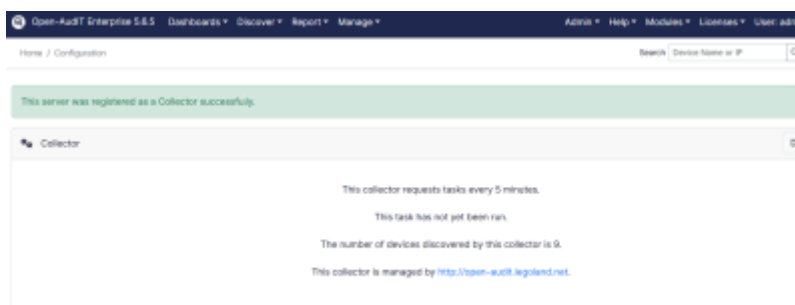 Open-AudIT Enterprise 5.6.5 Dashboards Discover Report Manage Admin Help Modules Licenses User: adm
Home / Configuration Search Device Name or IP
This server was registered as a Collector successfully.
Collector
This collector requests tasks every 5 minutes.
This task has not yet been run.
The number of devices discovered by this collector is 9.
This collector is managed by http://open-audit.legoland.net.